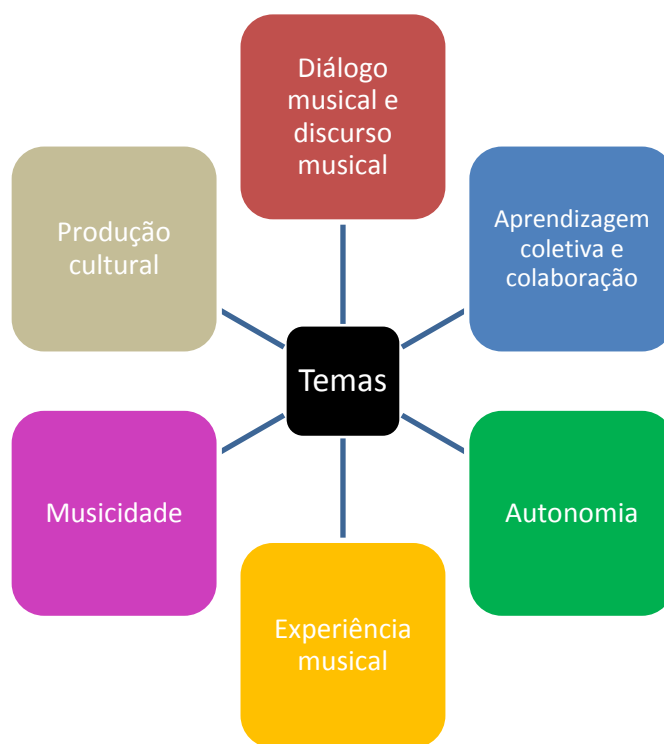 Diálogo
musical e
discurso
musical
Produção
cultural
Aprendizagem
coletiva e
colaboração
Temas
Musicidade
Autonomia
Experiência
musical